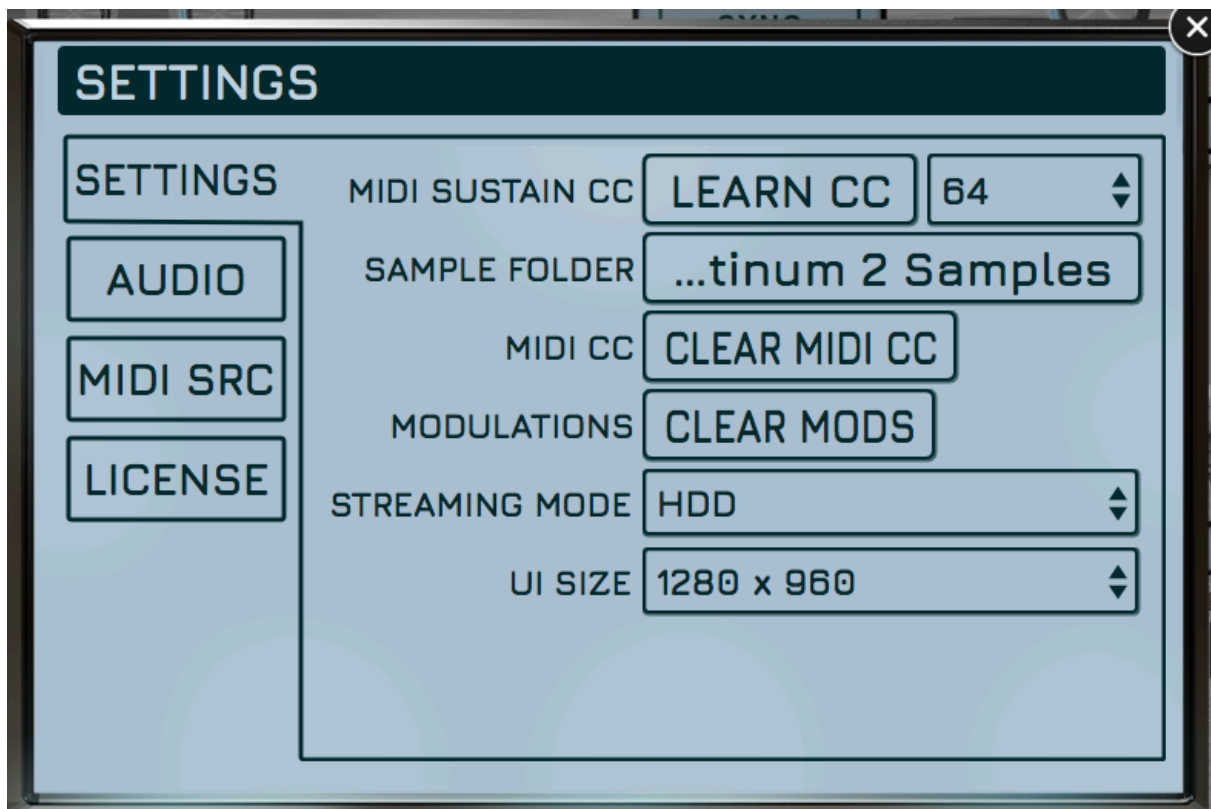 SETTINGS
SETTINGS
AUDIO
MIDI SRC
LICENSE
MIDI SUSTAIN CC LEARN CC 64
SAMPLE FOLDER ...tinum 2 Samples
MIDI CC CLEAR MIDI CC
MODULATIONS CLEAR MODS
STREAMING MODE HDD
UI SIZE 1280 x 960